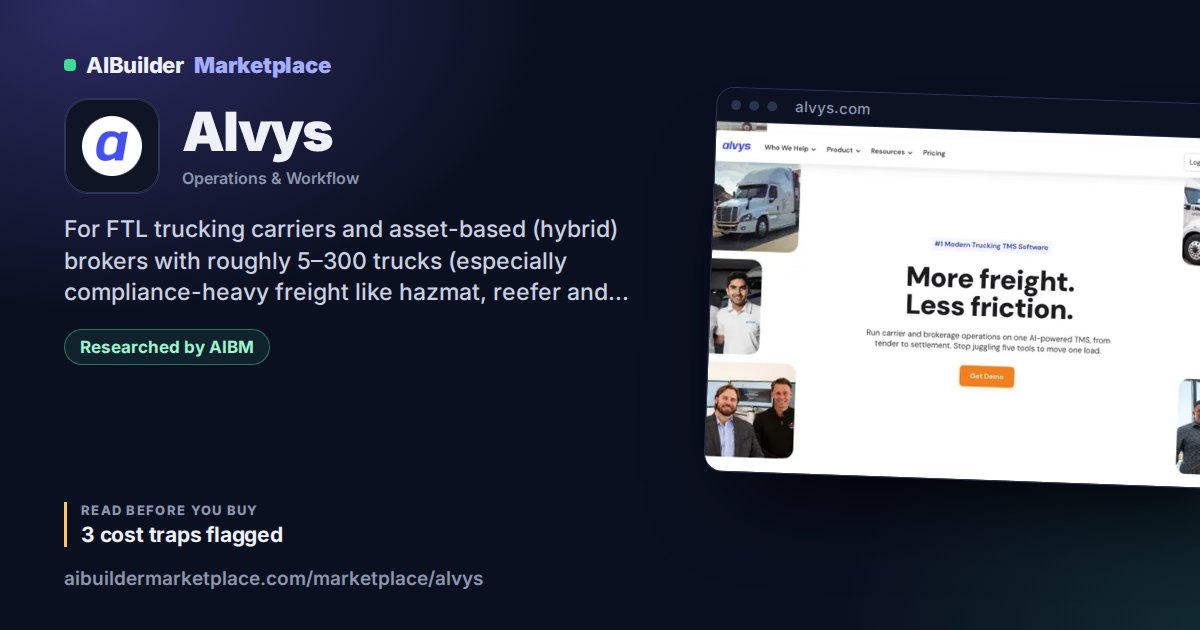 AIBuilder Marketplace
a
Alvys
Operations & Workflow
For FTL trucking carriers and asset-based (hybrid)
brokers with roughly 5–300 trucks (especially
compliance-heavy freight like hazmat, reefer and…
Researched by AIBM
READ BEFORE YOU BUY
3 cost traps flagged
aibuildermarketplace.com/marketplace/alvys
alvys.com
alvys Who We Help Product Resources Pricing Log
#1 Modern Trucking TMS Software
More freight.
Less friction.
Run carrier and brokerage operations on one AI-powered TMS, from
tender to settlement. Stop juggling five tools to move one load.
Get Demo